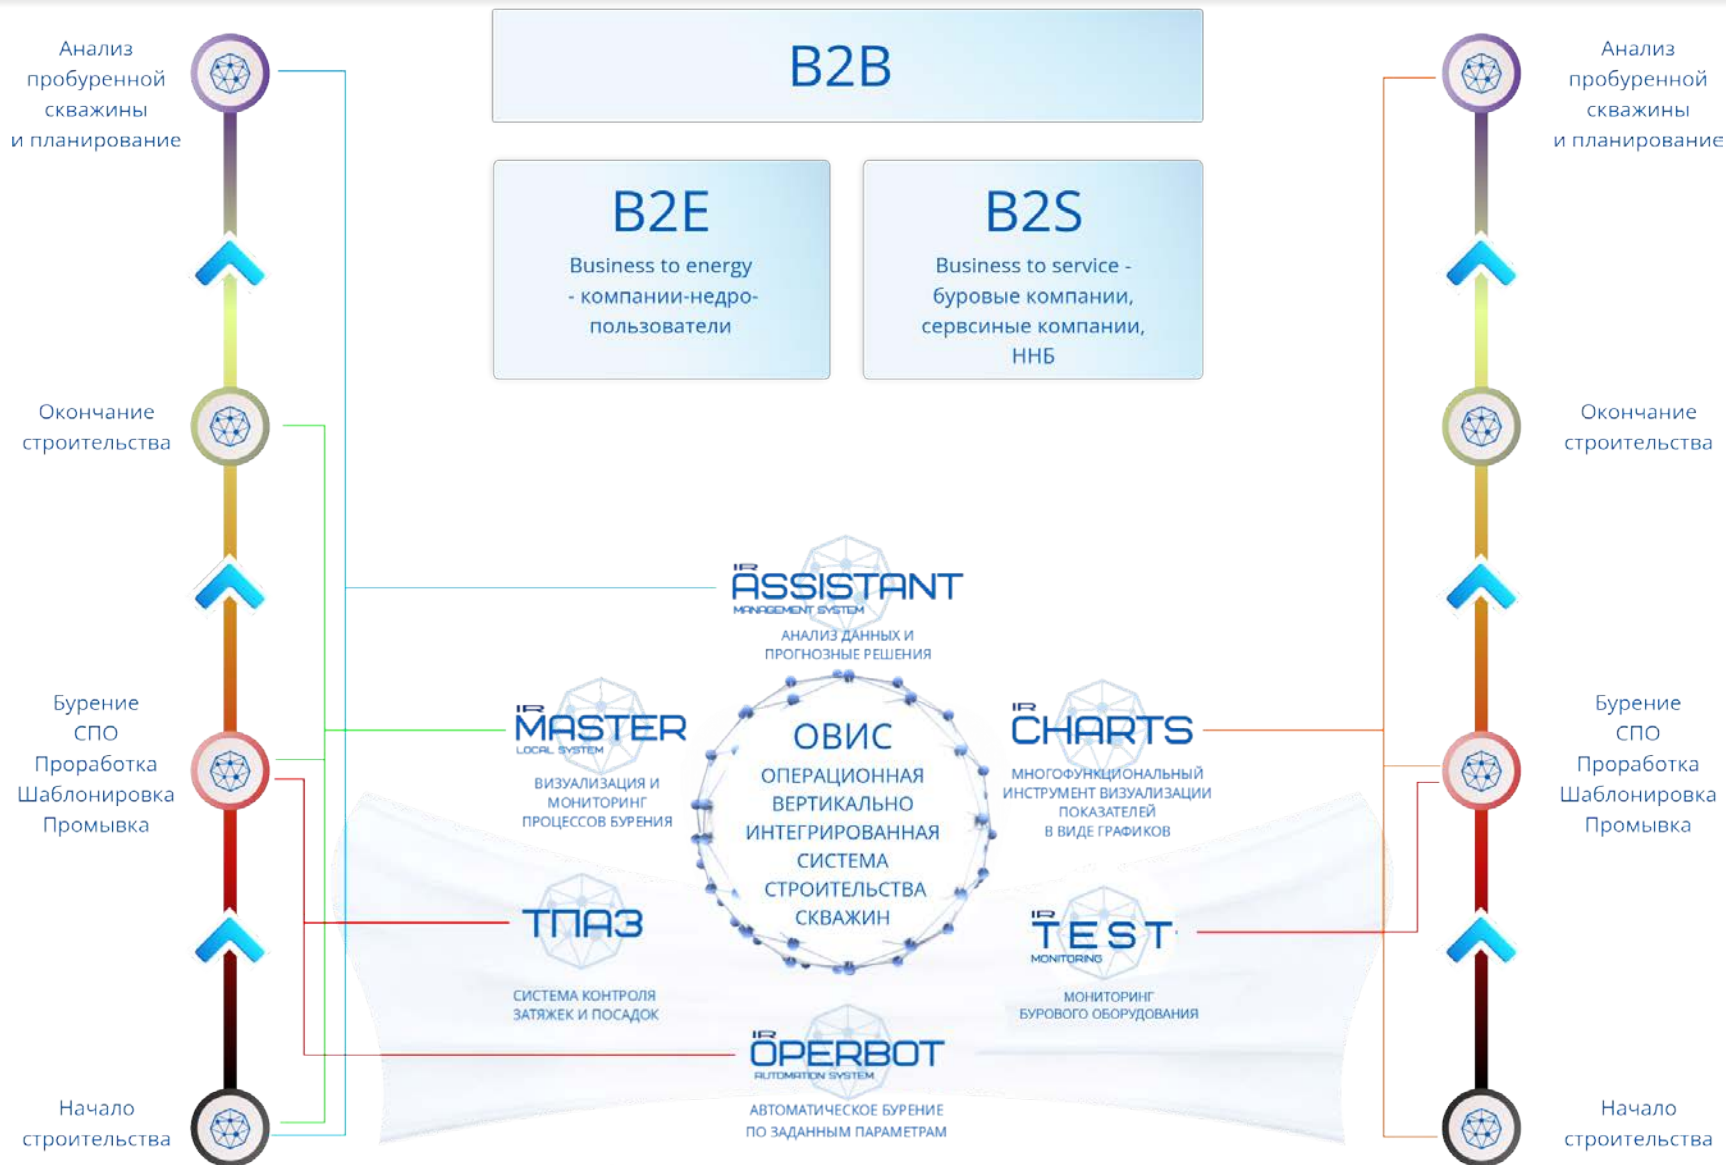 Анализ
пробуренной
скважины
и планирование
Окончание
строительства
Бурение
СПО
Проработка
Шаблонировка
Промывка
Начало
строительства
B2B
B2E
Business to energy
- компании-недро-
пользователи
B2S
Business to service -
буровые компании,
сервсиные компании,
ННБ
IR
ASSISTANT
MANAGEMENT SYSTEM
АНАЛИЗ ДАННЫХ И
ПРОГНОЗНЫЕ РЕШЕНИЯ
IR
MASTER
LOCAL SYSTEM
ВИЗУАЛИЗАЦИЯ И
МОНИТОРИНГ
ПРОЦЕССОВ БУРЕНИЯ
ОВИС
ОПЕРАЦИОННАЯ
ВЕРТИКАЛЬНО
ИНТЕГРИРОВАННАЯ
СИСТЕМА
СТРОИТЕЛЬСТВА
СКВАЖИН
IR
CHARTS
МНОГОФУНКЦИОНАЛЬНЫЙ
ИНСТРУМЕНТ ВИЗУАЛИЗАЦИИ
ПОКАЗАТЕЛЕЙ
В ВИДЕ ГРАФИКОВ
ТПАЗ
СИСТЕМА КОНТРОЛЯ
ЗАТЯЖЕК И ПОСАДОК
IR
TEST
MONITORING
МОНИТОРИНГ
БУРОВОГО ОБОРУДОВАНИЯ
IR
OPERBOT
AUTOMATION SYSTEM
АВТОМАТИЧЕСКОЕ БУРЕНИЕ
ПО ЗАДАННЫМ ПАРАМЕТРАМ
Анализ
пробуренной
скважины
и планирование
Окончание
строительства
Бурение
СПО
Проработка
Шаблонировка
Промывка
Начало
строительства